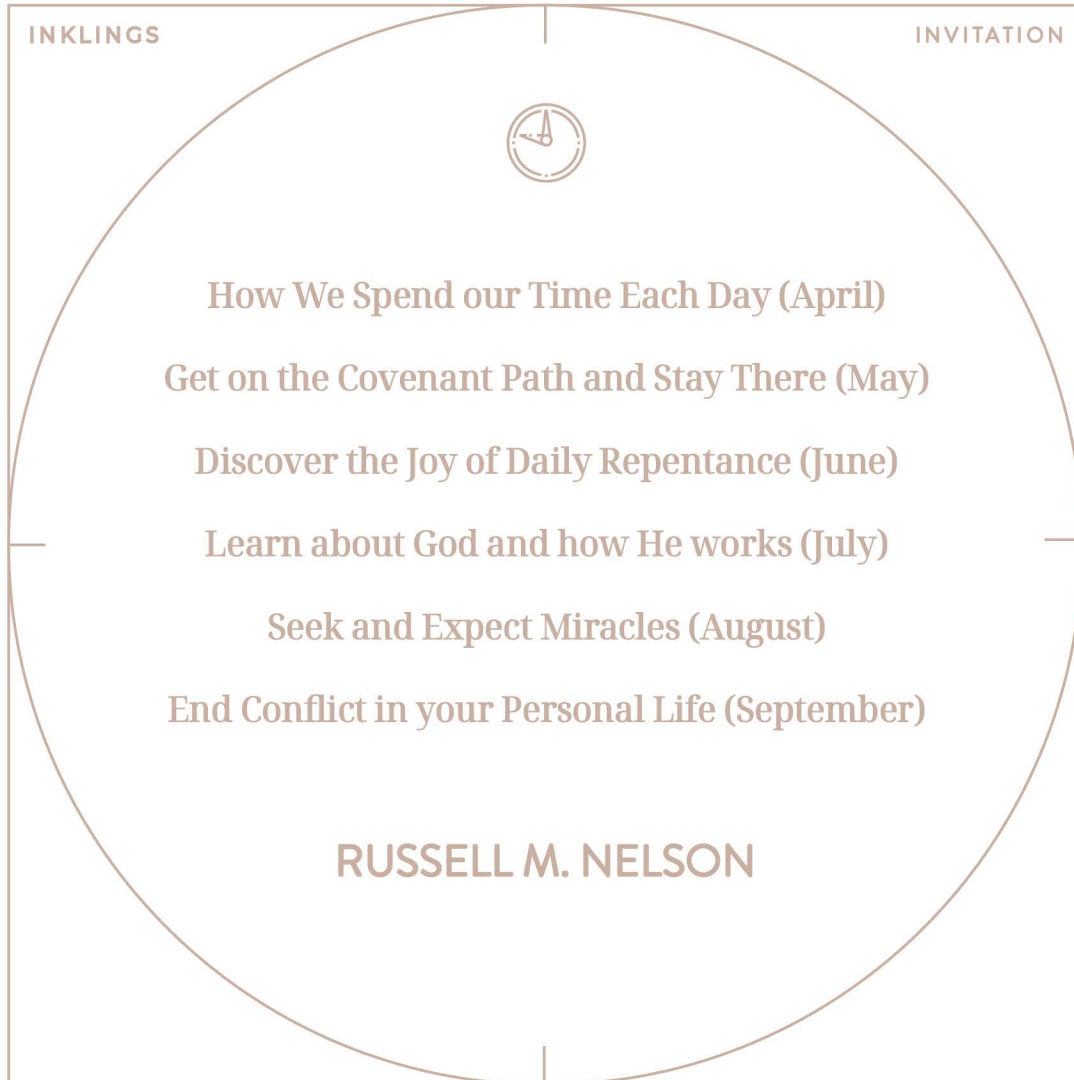 INKLINGS
INVITATION
How We Spend our Time Each Day (April)
Get on the Covenant Path and Stay There (May)
Discover the Joy of Daily Repentance (June)
Learn about God and how He works (July)
Seek and Expect Miracles (August)
End Conflict in your Personal Life (September)
RUSSELL M. NELSON